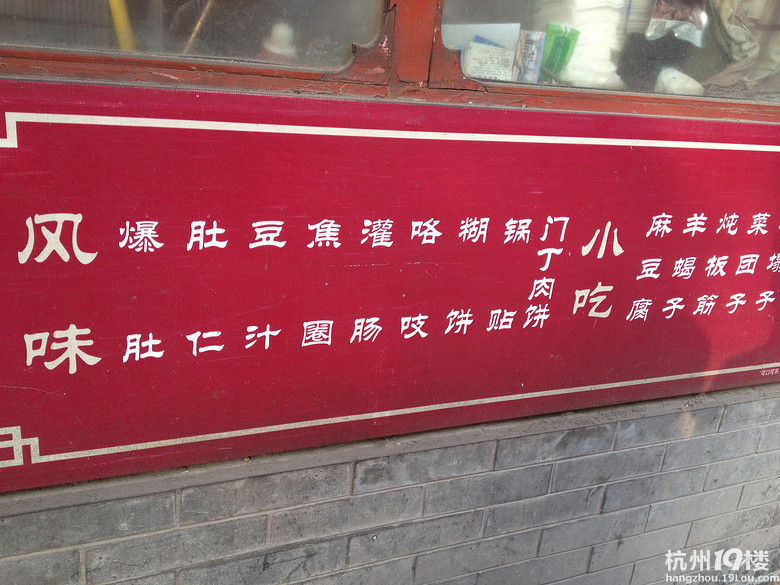 风味
爆肚
肚仁
豆汁
焦圈
灌肠
咯吱
糊饼
锅贴
门丁肉饼
小吃
麻豆腐
羊蝎子
炖板筋
菜团子
杭州19楼
hangzhou.19lou.com